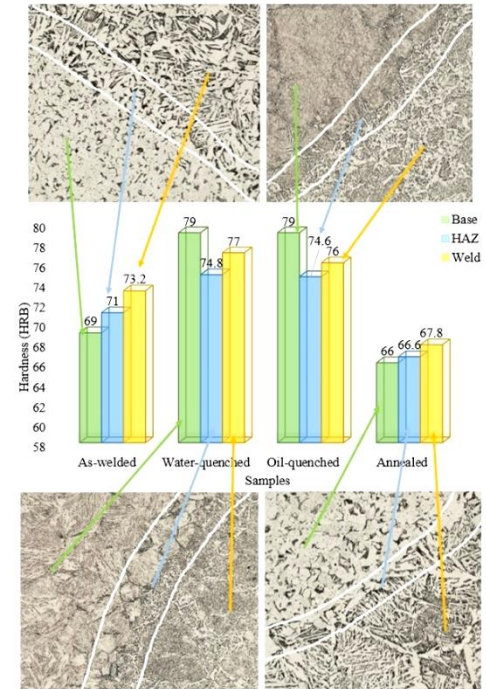 80
78
76
74
72
70
68
66
64
62
60
58
Hardness (HRB)
69
71
73.2
79
74.8
77
79
74.6
76
66
66.6
67.8
Base
HAZ
Weld
As-welded
Water-quenched
Oil-quenched
Annealed
Samples